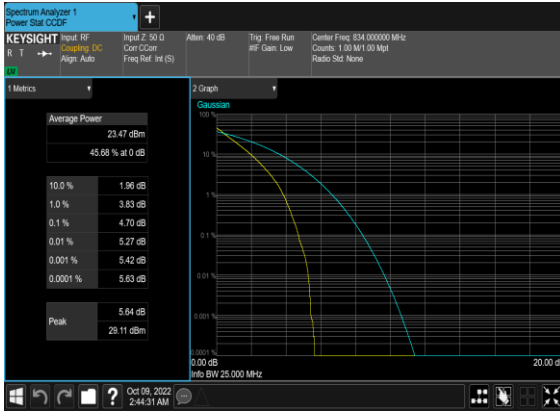 Spectrum Analyzer 1
Power Stat CCDF
+
KEYSIGHT
R T
LXI
Input: RF
Coupling: DC
Align: Auto
Input Z: 50 Ω
Corr CCorr
Freq Ref: Int (S)
Atten: 40 dB
Trig: Free Run
#IF Gain: Low
Center Freq: 834.000000 MHz
Counts: 1.00 M/1.00 Mpt
Radio Std: None
1 Metrics
Average Power
23.47 dBm
45.68 % at 0 dB
10.0 % 1.96 dB
1.0 % 3.83 dB
0.1 % 4.70 dB
0.01 % 5.27 dB
0.001 % 5.42 dB
0.0001 % 5.63 dB
Peak
5.64 dB
29.11 dBm
2 Graph
Gaussian
100 %
10 %
1 %
0.1 %
0.01 %
0.001 %
0.0001 %
0.00 dB
20.00 d
Info BW 25.000 MHz
?
Oct 09, 2022
2:44:31 AM